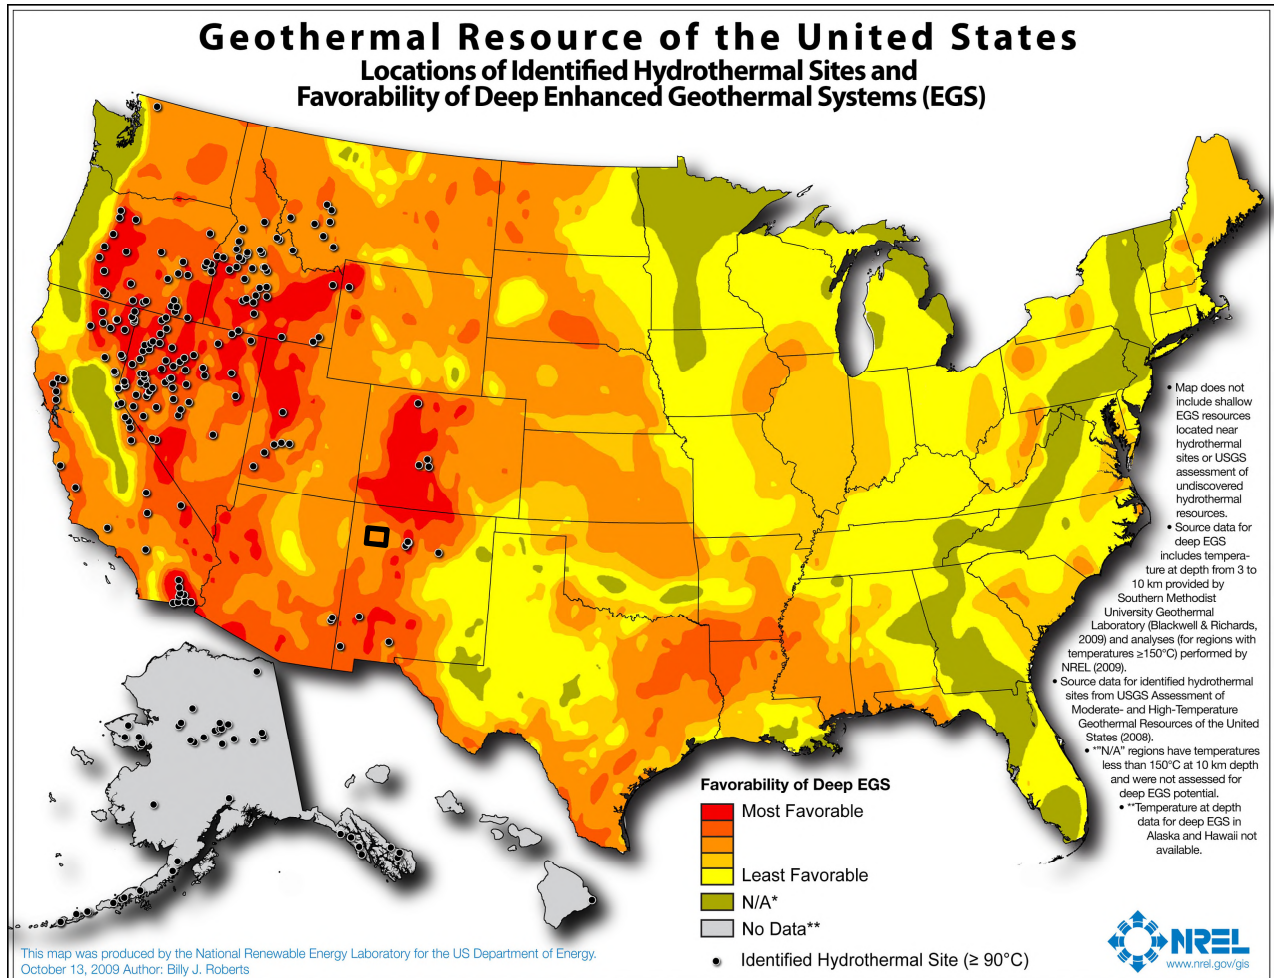 Geothermal Resource of the United States
Locations of Identified Hydrothermal Sites and
Favorability of Deep Enhanced Geothermal Systems (EGS)
• Map does not
include shallow
EGS resources
located near
hydrothermal
sites or USGS
assessment of
undiscovered
hydrothermal
resources.
• Source data for
deep EGS
includes tempera-
ture at depth from 3 to
10 km provided by
Southern Methodist
University Geothermal
Laboratory (Blackwell & Richards,
2009) and analyses (for regions with
temperatures ≥150°C) performed by
NREL (2009).
• Source data for identified hydrothermal
sites from USGS Assessment of
Moderate- and High-Temperature
Geothermal Resources of the United
States (2008).
• *"N/A" regions have temperatures
less than 150°C at 10 km depth
and were not assessed for
deep EGS potential.
• **Temperature at depth
data for deep EGS in
Alaska and Hawaii not
available.
Favorability of Deep EGS
Most Favorable
Least Favorable
N/A*
No Data**
Identified Hydrothermal Site (≥ 90°C)
This map was produced by the National Renewable Energy Laboratory for the US Department of Energy.
October 13, 2009 Author: Billy J. Roberts
NREL
www.nrel.gov/gis